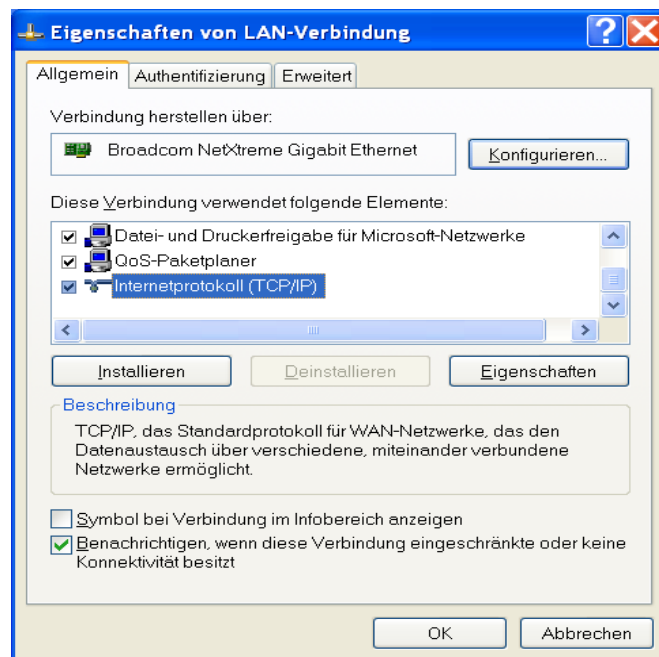 Eigenschaften von LAN-Verbindung
Allgemein Authentifizierung Erweitert
Verbindung herstellen über:
Broadcom NetXtreme Gigabit Ethernet Konfigurieren...
Diese Verbindung verwendet folgende Elemente:
Datei- und Druckerfreigabe für Microsoft-Netzwerke
QoS-Paketplaner
Internetprotokoll (TCP/IP)
Installieren Deinstallieren Eigenschaften
Beschreibung
TCP/IP, das Standardprotokoll für WAN-Netzwerke, das den
Datenaustausch über verschiedene, miteinander verbundene
Netzwerke ermöglicht.
Symbol bei Verbindung im Infobereich anzeigen
Benachrichtigen, wenn diese Verbindung eingeschränkte oder keine
Konnektivität besitzt
OK Abbrechen